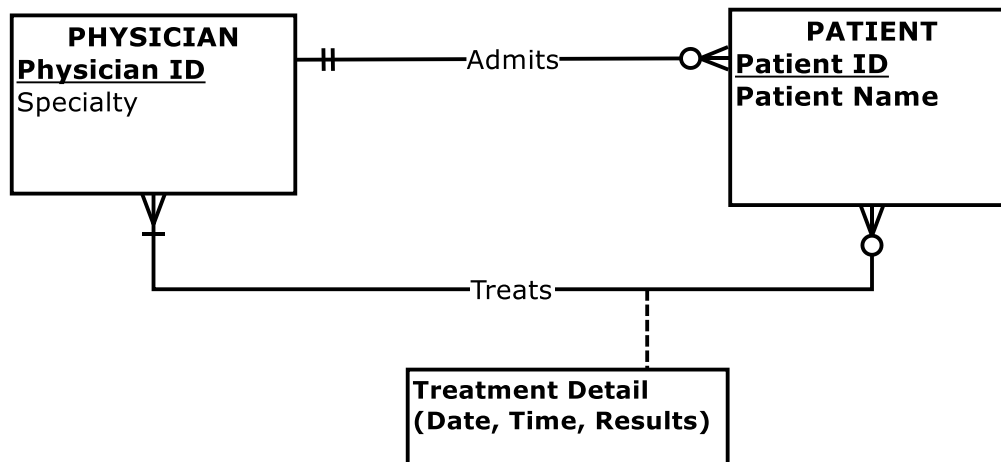 PHYSICIAN
Physician ID
Specialty
Admits
PATIENT
Patient ID
Patient Name
Treats
Treatment Detail
(Date, Time, Results)